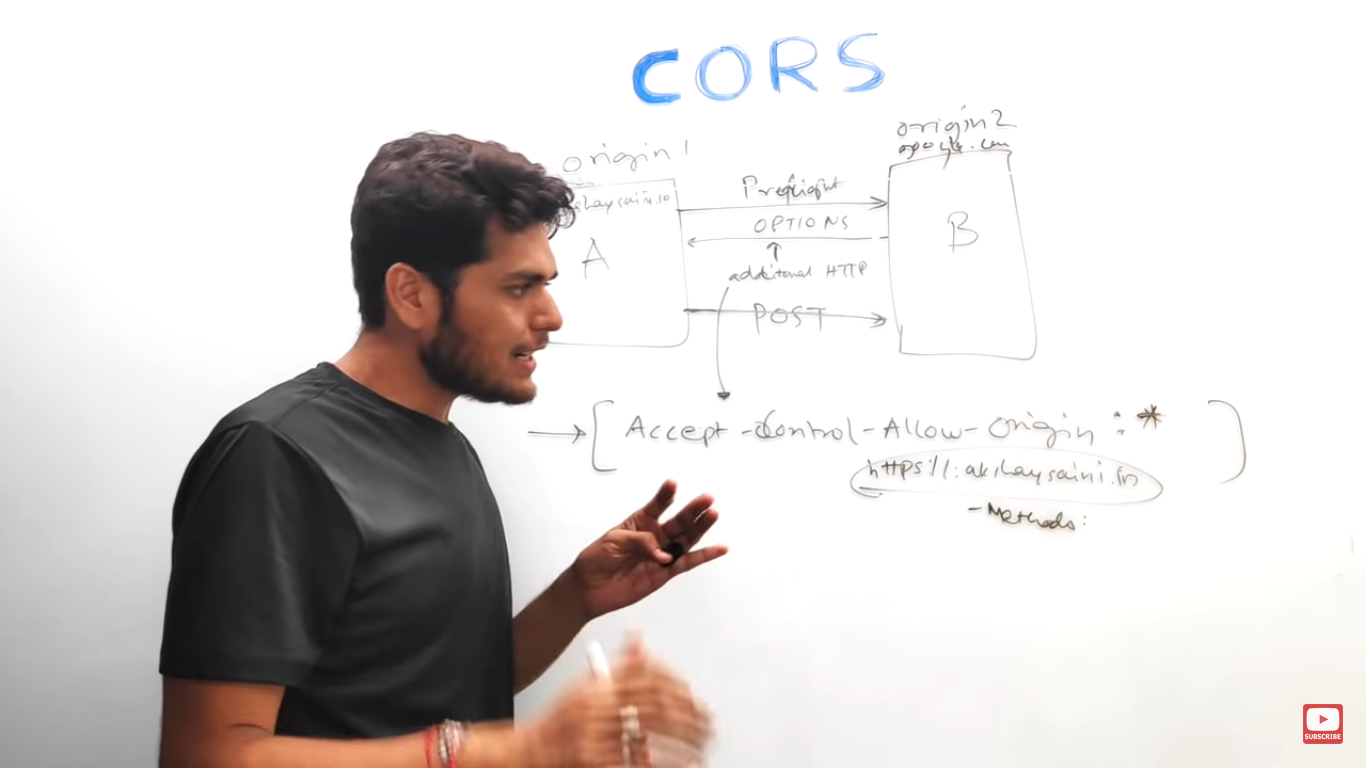 CORS
origin 1
origin 2
google.com
akshaysaini.in
Preflight
A
OPTIONS
B
additional HTTP
POST
Accept-Control-Allow-Origin : *
https://:akshaysaini.in
-Methods:
SUBSCRIBE